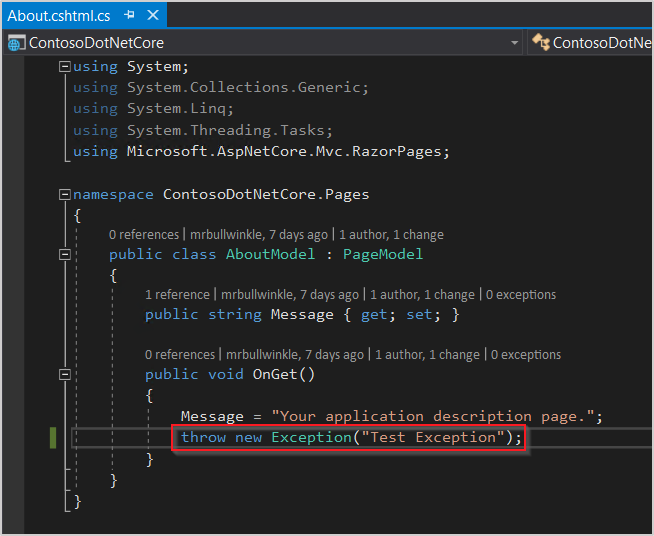 About.cshtml.cs
ContosoDotNetCore
ContosoDotNe
using System;
using System.Collections.Generic;
using System.Linq;
using System.Threading.Tasks;
using Microsoft.AspNetCore.Mvc.RazorPages;
namespace ContosoDotNetCore.Pages
{
0 references | mrbullwinkle, 7 days ago | 1 author, 1 change
public class AboutModel : PageModel
{
1 reference | mrbullwinkle, 7 days ago | 1 author, 1 change | 0 exceptions
public string Message { get; set; }
0 references | mrbullwinkle, 7 days ago | 1 author, 1 change | 0 exceptions
public void OnGet()
{
Message = "Your application description page.";
throw new Exception("Test Exception");
}
}
}